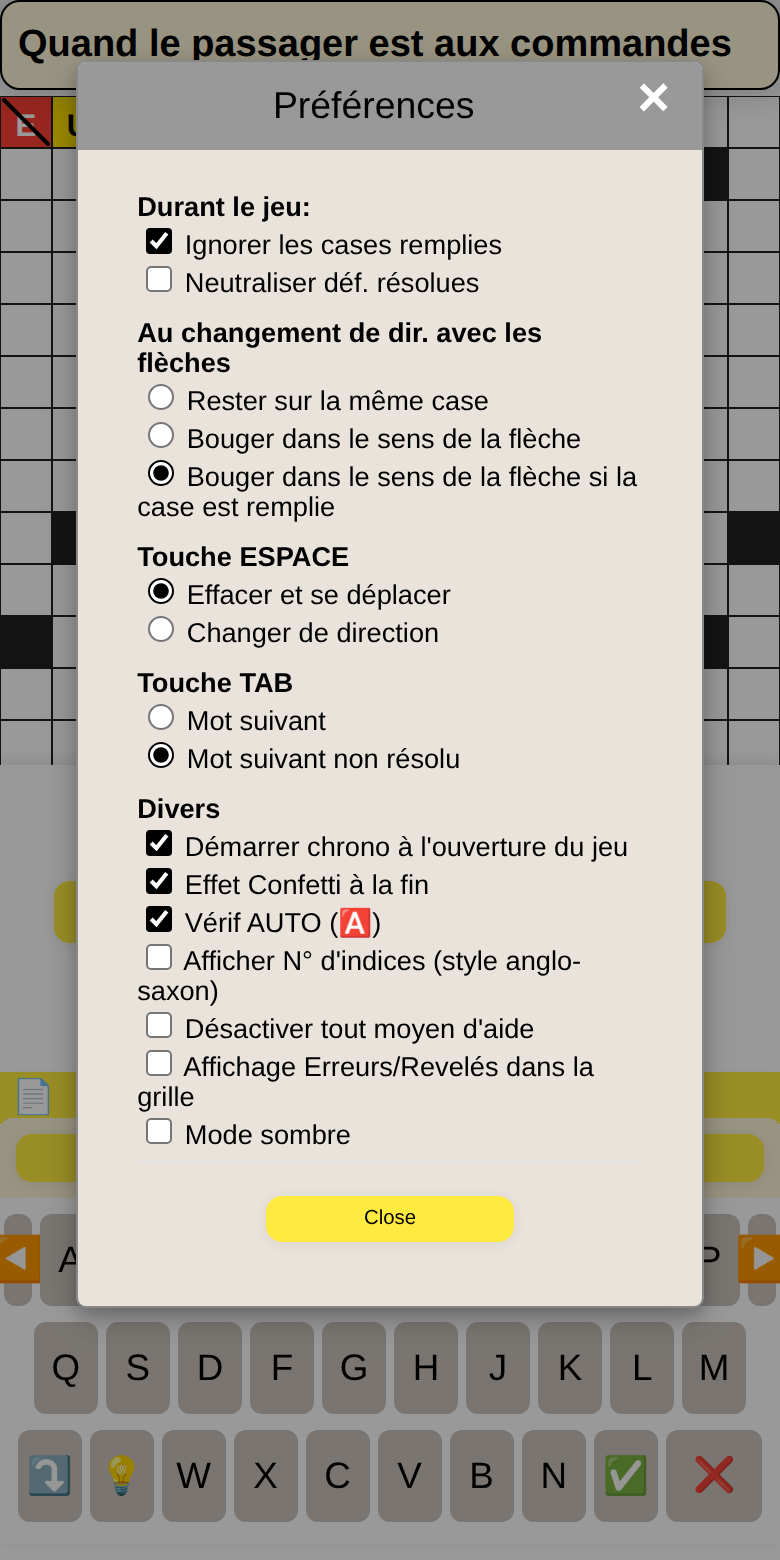 Quand le passager est aux commandes
Préférences
E
Durant le jeu:
Ignorer les cases remplies
Neutraliser déf. résolues
Au changement de dir. avec les
flèches
Rester sur la même case
Bouger dans le sens de la flèche
Bouger dans le sens de la flèche si la
case est remplie
Touche ESPACE
Effacer et se déplacer
Changer de direction
Touche TAB
Mot suivant
Mot suivant non résolu
Divers
Démarrer chrono à l'ouverture du jeu
Effet Confetti à la fin
Vérif AUTO (🅰️)
Afficher N° d'indices (style anglo-
saxon)
Désactiver tout moyen d'aide
Affichage Erreurs/Revelés dans la
grille
Mode sombre
Close
A P
Q S D F G H J K L M
W X C V B N